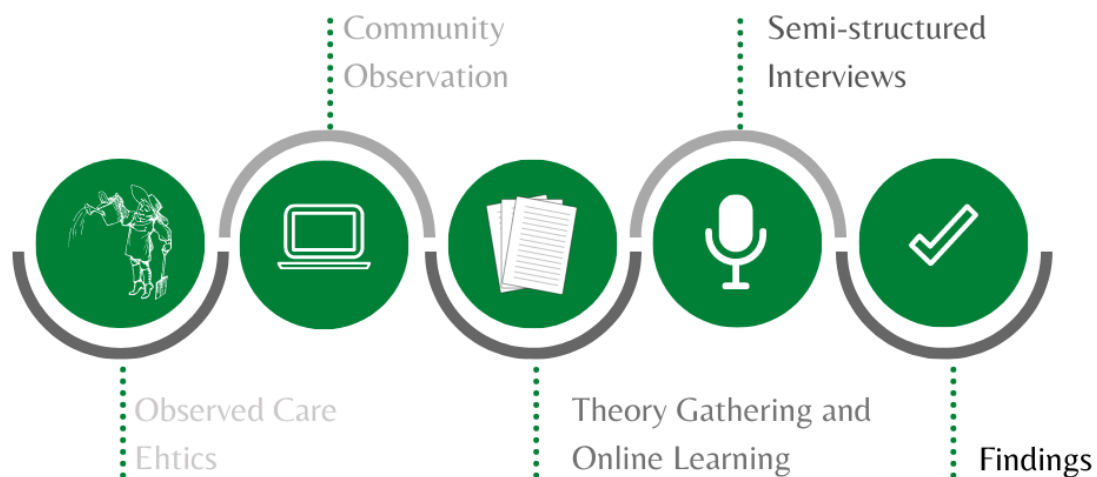 Community
Observation
Semi-structured
Interviews
Observed Care
Ehtics
Theory Gathering and
Online Learning
Findings